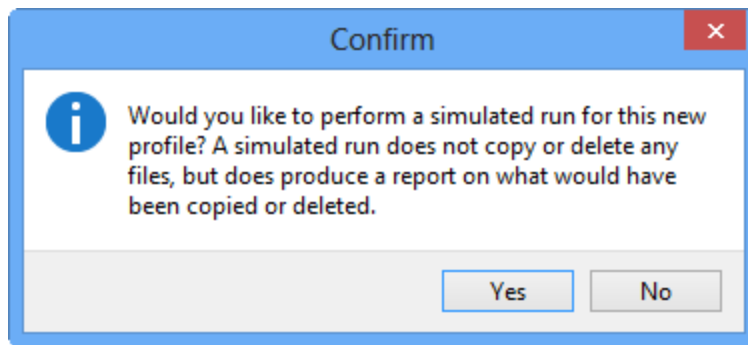 Confirm
Would you like to perform a simulated run for this new
profile? A simulated run does not copy or delete any
files, but does produce a report on what would have
been copied or deleted.
Yes No